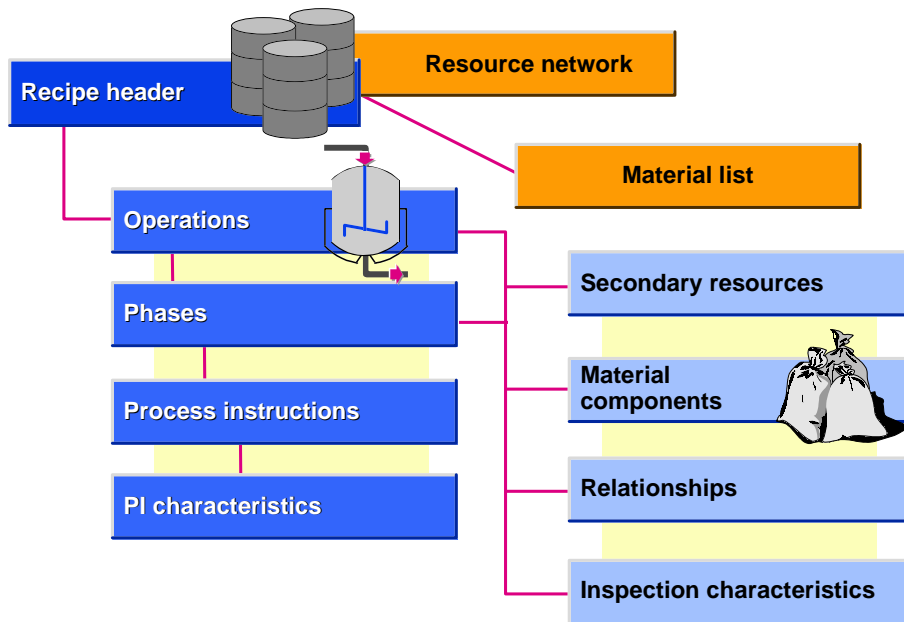 Resource network
Recipe header
Material list
Operations
Secondary resources
Phases
Material
components
Process instructions
Relationships
PI characteristics
Inspection characteristics